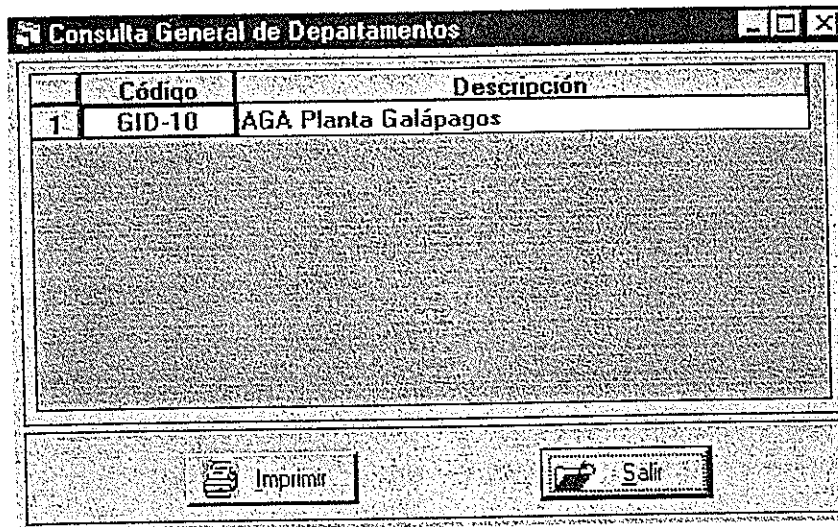 Consulta General de Departamentos
Código Descripción
1 GID-10 AGA Planta Galápagos
Imprimir Salir